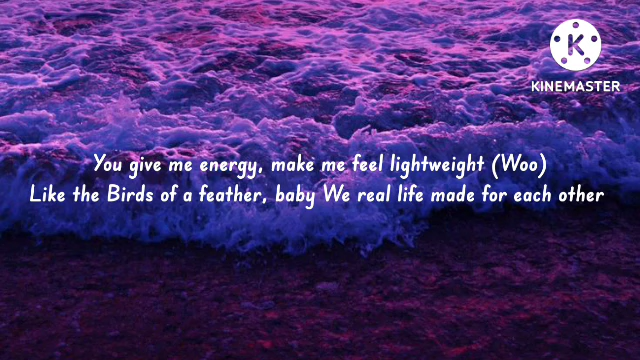 KINEMASTER
You give me energy, make me feel lightweight (Woo)
Like the Birds of a feather, baby We real life made for each other